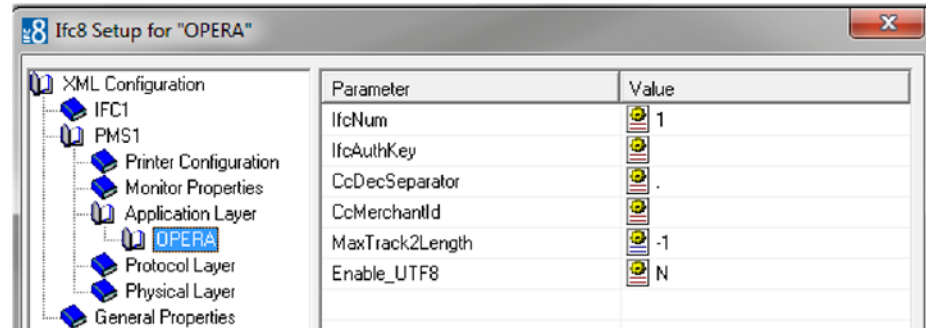 Ifc8 Setup for "OPERA"
XML Configuration
IFC1
PMS1
Printer Configuration
Monitor Properties
Application Layer
OPERA
Protocol Layer
Physical Layer
General Properties
Parameter Value
IfcNum 1
IfcAuthKey
CcDecSeparator .
CcMerchantId
MaxTrack2Length -1
Enable_UTF8 N